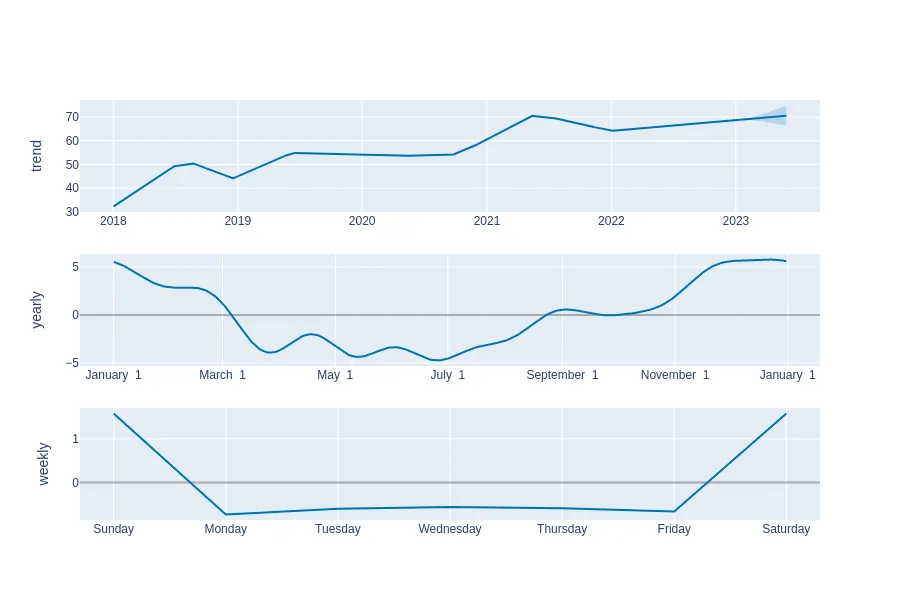 trend
70
60
50
40
30
2018 2019 2020 2021 2022 2023
yearly
5
0
−5
January 1 March 1 May 1 July 1 September 1 November 1 January 1
weekly
1
0
Sunday Monday Tuesday Wednesday Thursday Friday Saturday